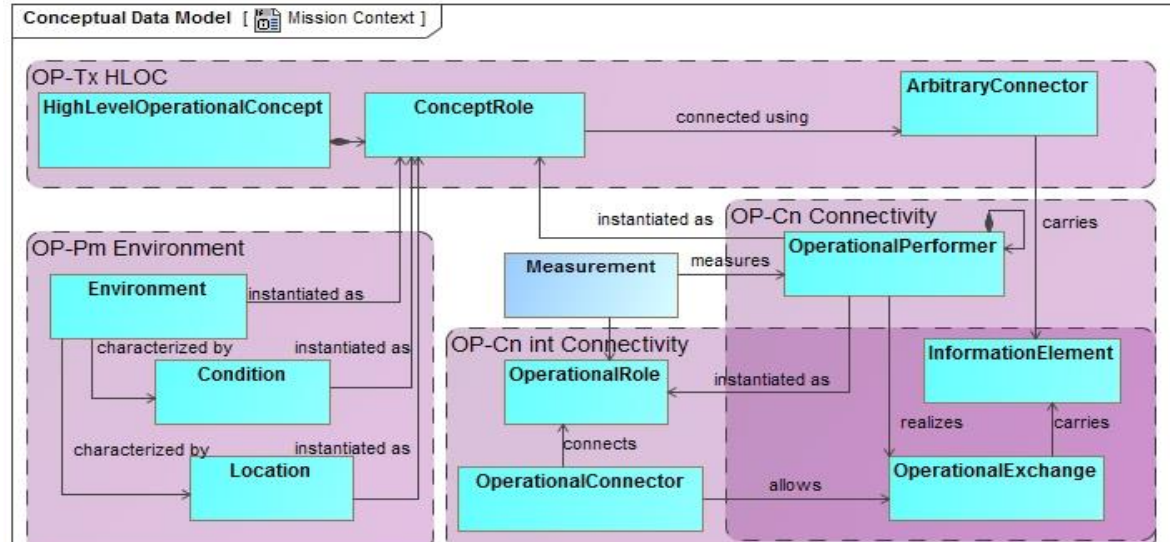 Conceptual Data Model [ Mission Context ]
OP-Tx HLOC
HighLevelOperationalConcept
ConceptRole
connected using
ArbitraryConnector
instantiated as
OP-Cn Connectivity
carries
OP-Pm Environment
OperationalPerformer
Measurement
measures
Environment
instantiated as
characterized by
instantiated as
OP-Cn int Connectivity
InformationElement
Condition
OperationalRole
instantiated as
realizes
carries
characterized by
instantiated as
connects
Location
OperationalConnector
allows
OperationalExchange